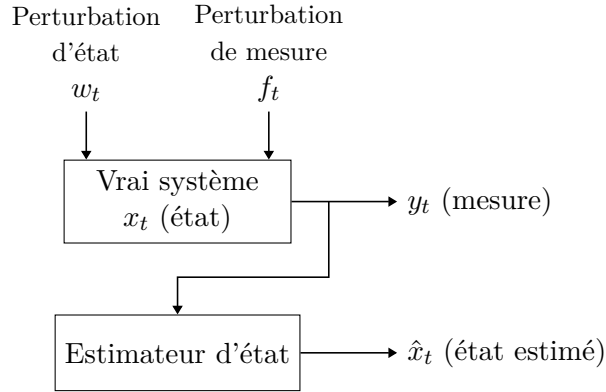 Perturbation
d'état
w_t
Perturbation
de mesure
f_t
Vrai système
x_t (état)
y_t (mesure)
Estimateur d'état
x̂_t (état estimé)